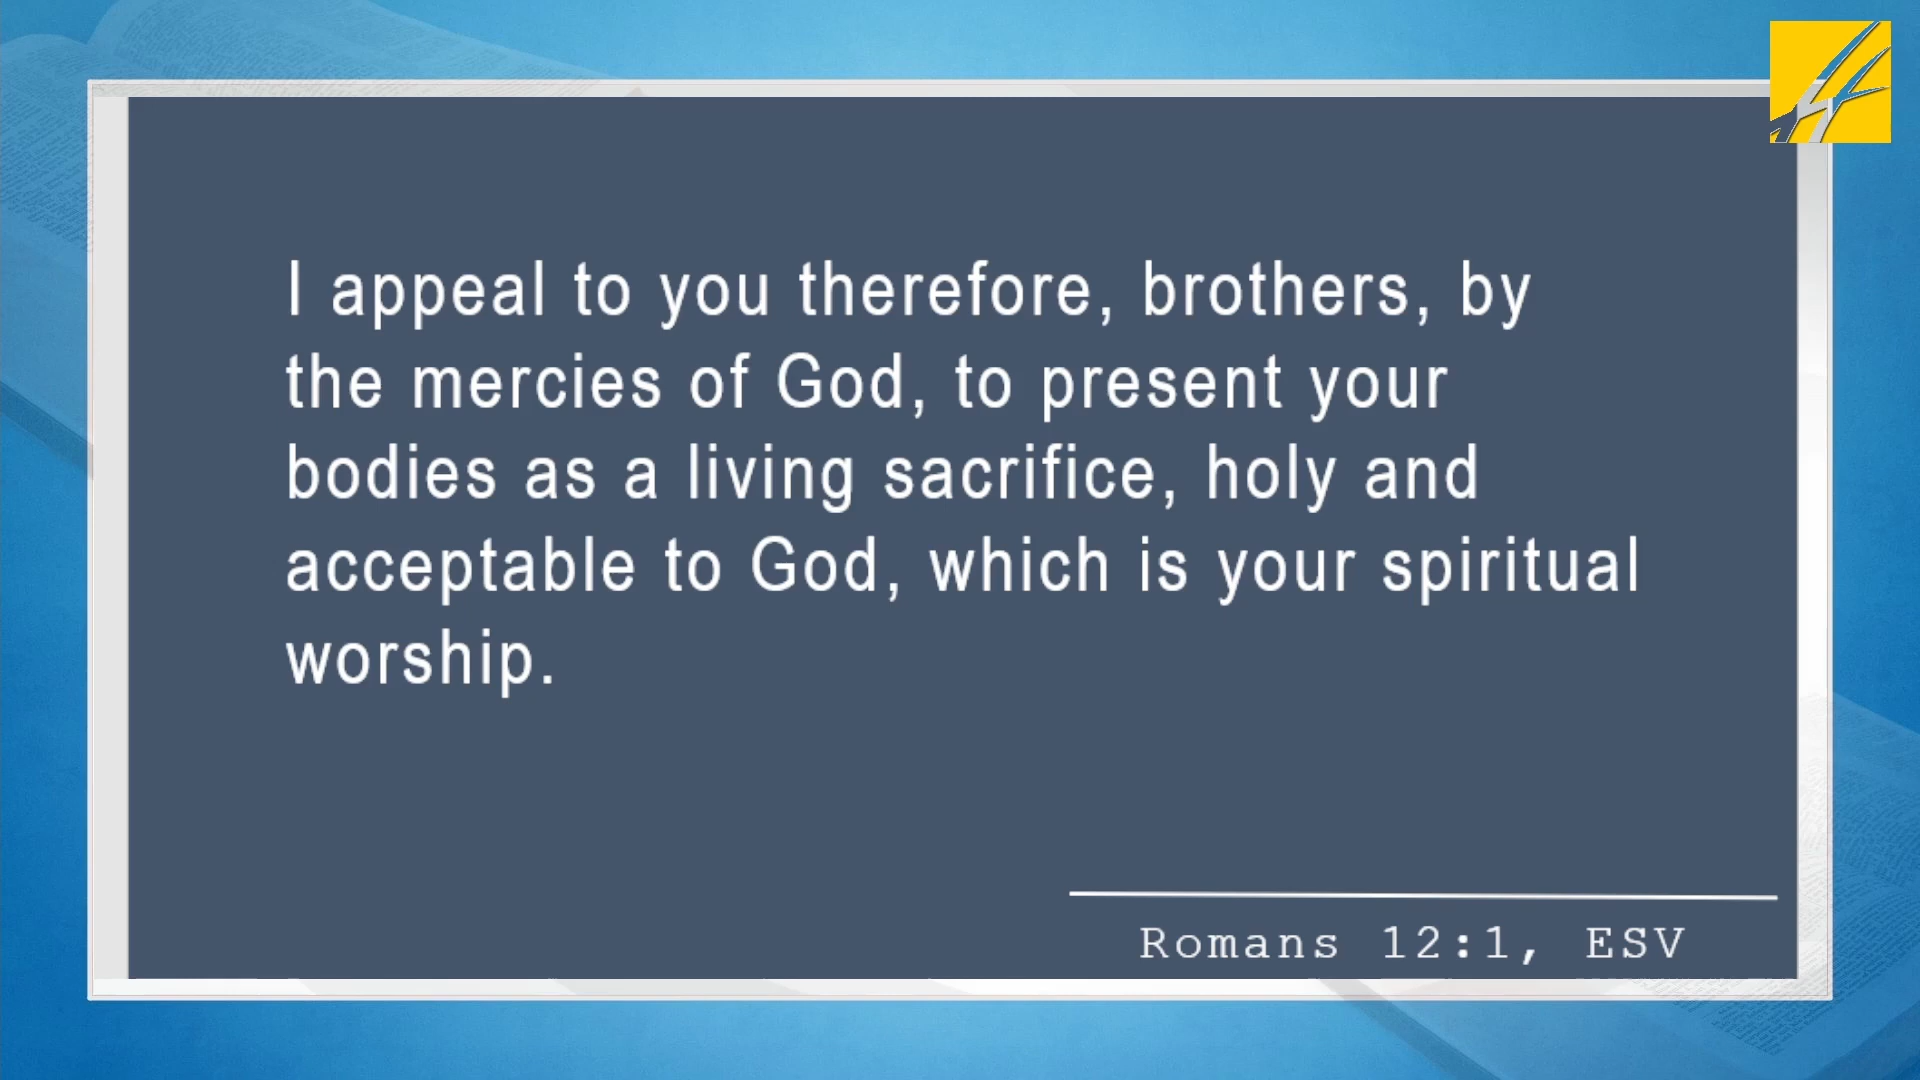 I appeal to you therefore, brothers, by
the mercies of God, to present your
bodies as a living sacrifice, holy and
acceptable to God, which is your spiritual
worship.
Romans 12:1, ESV